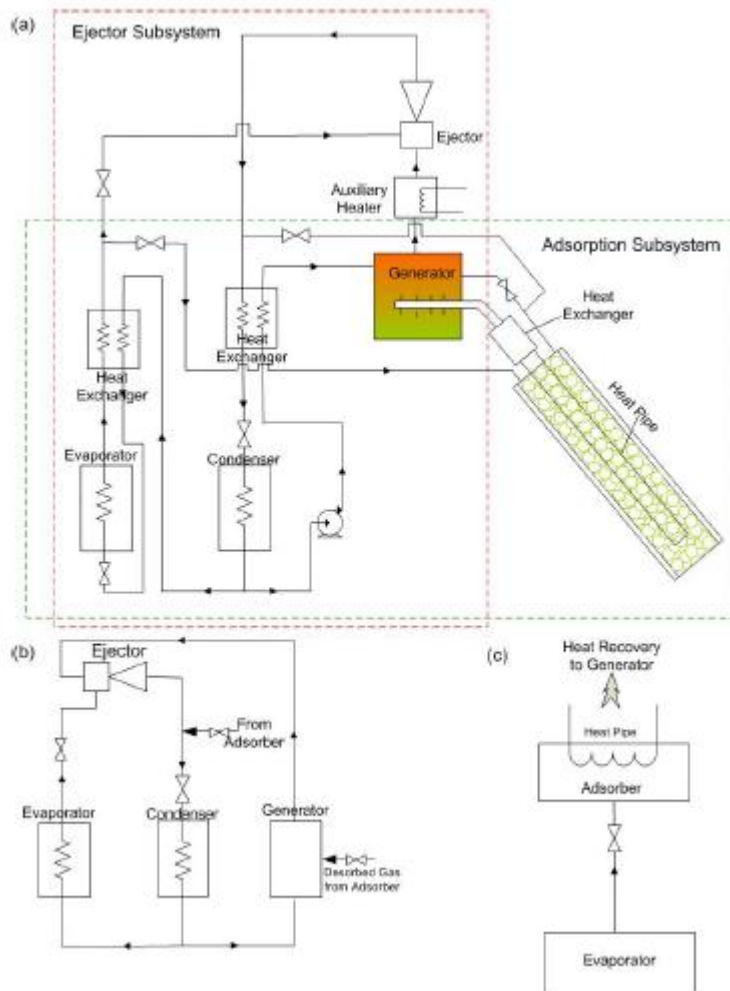 (a)
Ejector Subsystem
Ejector
Auxiliary
Heater
Adsorption Subsystem
Generator
Heat
Exchanger
Heat
Exchanger
Heat
Exchanger
Heat Pipe
Evaporator
Condenser
(b)
Ejector
From
Adsorber
Evaporator
Condenser
Generator
Desorbed Gas
from Adsorber
(c)
Heat Recovery
to Generator
Heat Pipe
Adsorber
Evaporator